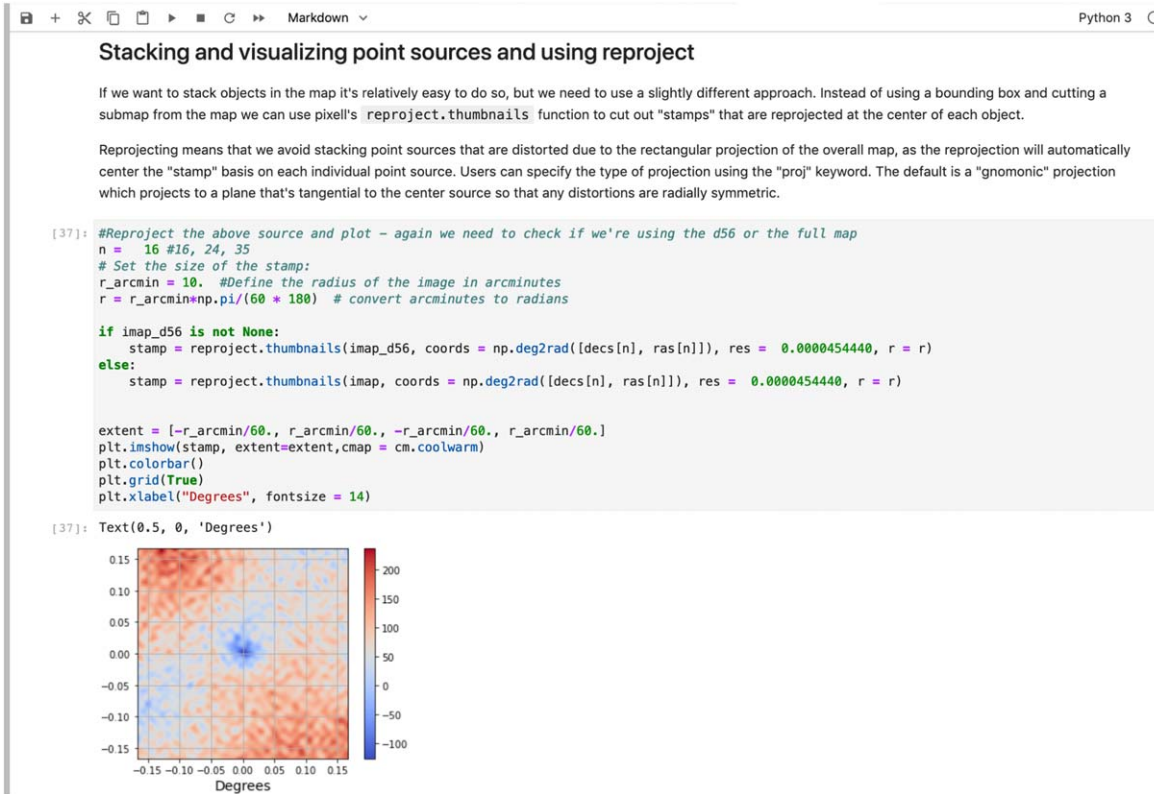 Markdown
Python 3
Stacking and visualizing point sources and using reproject
If we want to stack objects in the map it's relatively easy to do so, but we need to use a slightly different approach. Instead of using a bounding box and cutting a
submap from the map we can use pixell's reproject.thumbnails function to cut out "stamps" that are reprojected at the center of each object.
Reprojecting means that we avoid stacking point sources that are distorted due to the rectangular projection of the overall map, as the reprojection will automatically
center the "stamp" basis on each individual point source. Users can specify the type of projection using the "proj" keyword. The default is a "gnomonic" projection
which projects to a plane that's tangential to the center source so that any distortions are radially symmetric.
[37]: #Reproject the above source and plot – again we need to check if we're using the d56 or the full map
n =   16 #16, 24, 35
# Set the size of the stamp:
r_arcmin = 10.  #Define the radius of the image in arcminutes
r = r_arcmin*np.pi/(60 * 180)  # convert arcminutes to radians
if imap_d56 is not None:
    stamp = reproject.thumbnails(imap_d56, coords = np.deg2rad([decs[n], ras[n]]), res =  0.0000454440, r = r)
else:
    stamp = reproject.thumbnails(imap, coords = np.deg2rad([decs[n], ras[n]]), res =  0.0000454440, r = r)
extent = [-r_arcmin/60., r_arcmin/60., -r_arcmin/60., r_arcmin/60.]
plt.imshow(stamp, extent=extent,cmap = cm.coolwarm)
plt.colorbar()
plt.grid(True)
plt.xlabel("Degrees", fontsize = 14)
[37]: Text(0.5, 0, 'Degrees')
0.15
0.10
0.05
0.00
−0.05
−0.10
−0.15
−0.15 −0.10 −0.05 0.00 0.05 0.10 0.15
Degrees
200
150
100
50
0
−50
−100